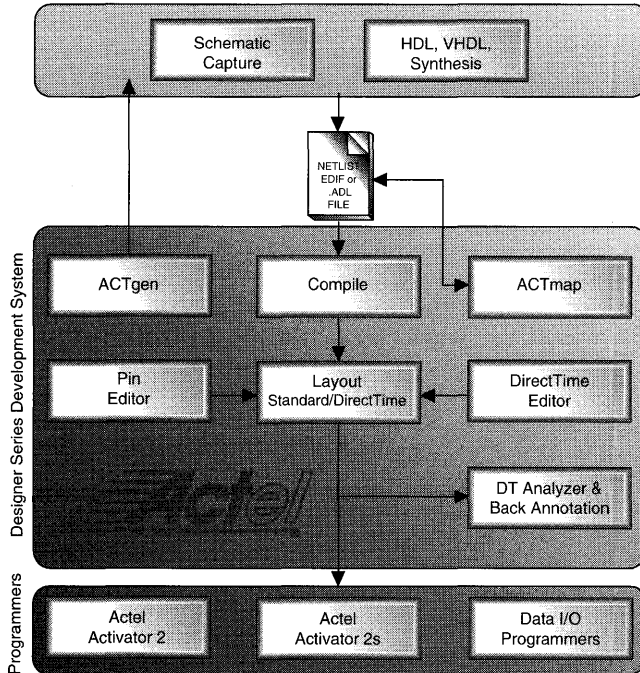 Schematic
Capture
HDL, VHDL,
Synthesis
NETLIST
EDIF or
.ADL
FILE
Designer Series Development System
ACTgen
Compile
ACTmap
Pin
Editor
Layout
Standard/DirectTime
DirectTime
Editor
Actel
DT Analyzer &
Back Annotation
Programmers
Actel
Activator 2
Actel
Activator 2s
Data I/O
Programmers